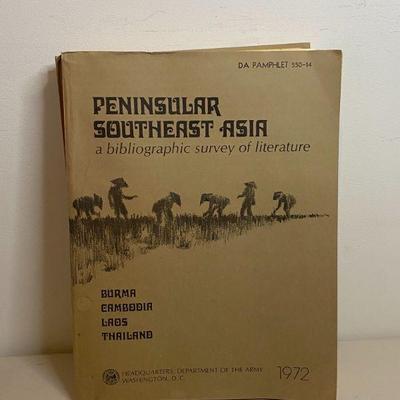 DA PAMPHLET 550-14
PENINSULAR
SOUTHEAST ASIA
a bibliographic survey of literature
BURMA
CAMBODIA
LAOS
THAILAND
HEADQUARTERS, DEPARTMENT OF THE ARMY
WASHINGTON, D.C.
1972